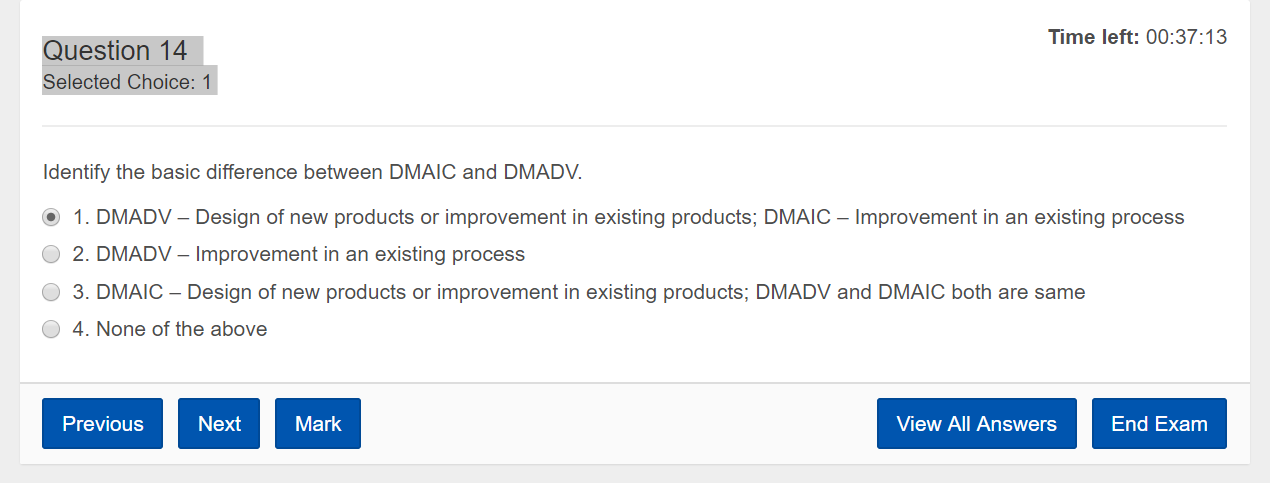 Question 14
Time left: 00:37:13
Selected Choice: 1
Identify the basic difference between DMAIC and DMADV.
1. DMADV – Design of new products or improvement in existing products; DMAIC – Improvement in an existing process
2. DMADV – Improvement in an existing process
3. DMAIC – Design of new products or improvement in existing products; DMADV and DMAIC both are same
4. None of the above
Previous Next Mark View All Answers End Exam